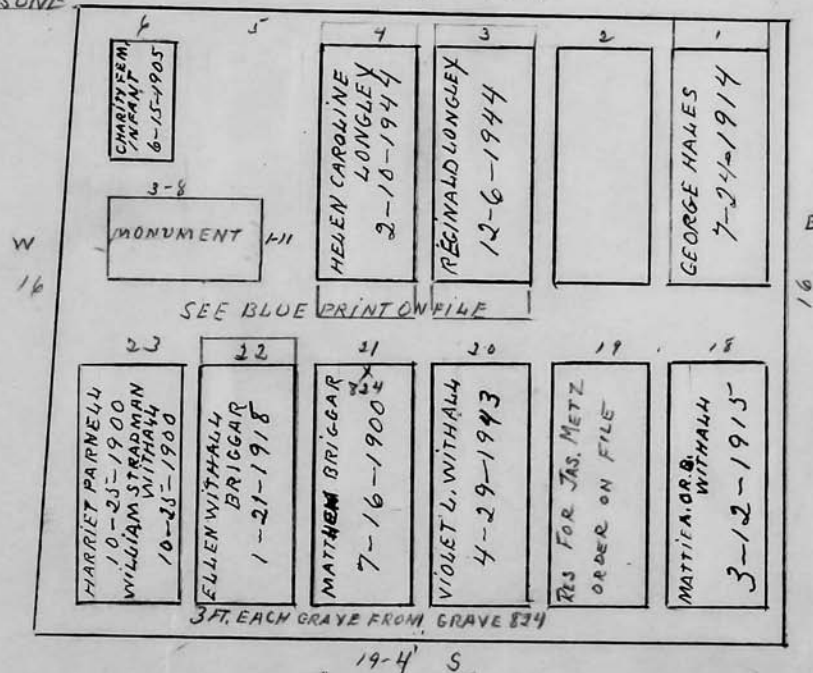 6 5 4 3 2 1
CHARITY FEM.
INFANT
6-15-1905
HELEN CAROLINE
LONGLEY
2-10-1944
REGINALD LONGLEY
12-6-1944
GEORGE HALES
7-24-1914
3-8
MONUMENT 1-11
W
16
E
16
SEE BLUE PRINT ON FILE
23 22 21 20 19 18
HARRIET PARNELL
10-25-1900
WILLIAM STRADMAN
WITHALL
10-25-1900
ELLEN WITHALL
BRIGGAR
1-21-1918
X
824
MATTHEW BRIGGAR
7-16-1900
VIOLET L. WITHALL
4-29-1943
RES FOR JAS. METZ
ORDER ON FILE
MATTIE A. OR B.
WITHALL
3-12-1915
3 FT. EACH GRAVE FROM GRAVE 824
19-4' S